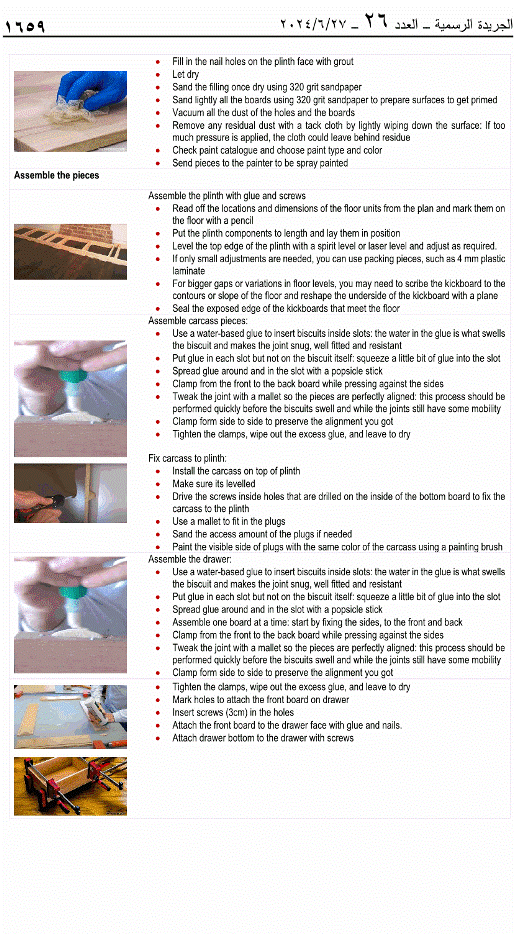 الجريدة الرسمية – العدد ٢٦ – ٢٠٢٤/٦/٢٧
١٦٥٩
• Fill in the nail holes on the plinth face with grout
• Let dry
• Sand the filling once dry using 320 grit sandpaper
• Sand lightly all the boards using 320 grit sandpaper to prepare surfaces to get primed
• Vacuum all the dust of the holes and the boards
• Remove any residual dust with a tack cloth by lightly wiping down the surface: If too
much pressure is applied, the cloth could leave behind residue
• Check paint catalogue and choose paint type and color
• Send pieces to the painter to be spray painted
Assemble the pieces
Assemble the plinth with glue and screws
• Read off the locations and dimensions of the floor units from the plan and mark them on
the floor with a pencil
• Put the plinth components to length and lay them in position
• Level the top edge of the plinth with a spirit level or laser level and adjust as required.
• If only small adjustments are needed, you can use packing pieces, such as 4 mm plastic
laminate
• For bigger gaps or variations in floor levels, you may need to scribe the kickboard to the
contours or slope of the floor and reshape the underside of the kickboard with a plane
• Seal the exposed edge of the kickboards that meet the floor
Assemble carcass pieces:
• Use a water-based glue to insert biscuits inside slots: the water in the glue is what swells
the biscuit and makes the joint snug, well fitted and resistant
• Put glue in each slot but not on the biscuit itself: squeeze a little bit of glue into the slot
• Spread glue around and in the slot with a popsicle stick
• Clamp from the front to the back board while pressing against the sides
• Tweak the joint with a mallet so the pieces are perfectly aligned: this process should be
performed quickly before the biscuits swell and while the joints still have some mobility
• Clamp form side to side to preserve the alignment you got
• Tighten the clamps, wipe out the excess glue, and leave to dry
Fix carcass to plinth:
• Install the carcass on top of plinth
• Make sure its levelled
• Drive the screws inside holes that are drilled on the inside of the bottom board to fix the
carcass to the plinth
• Use a mallet to fit in the plugs
• Sand the access amount of the plugs if needed
• Paint the visible side of plugs with the same color of the carcass using a painting brush
Assemble the drawer:
• Use a water-based glue to insert biscuits inside slots: the water in the glue is what swells
the biscuit and makes the joint snug, well fitted and resistant
• Put glue in each slot but not on the biscuit itself: squeeze a little bit of glue into the slot
• Spread glue around and in the slot with a popsicle stick
• Assemble one board at a time: start by fixing the sides, to the front and back
• Clamp from the front to the back board while pressing against the sides
• Tweak the joint with a mallet so the pieces are perfectly aligned: this process should be
performed quickly before the biscuits swell and while the joints still have some mobility
• Clamp form side to side to preserve the alignment you got
• Tighten the clamps, wipe out the excess glue, and leave to dry
• Mark holes to attach the front board on drawer
• Insert screws (3cm) in the holes
• Attach the front board to the drawer face with glue and nails.
• Attach drawer bottom to the drawer with screws